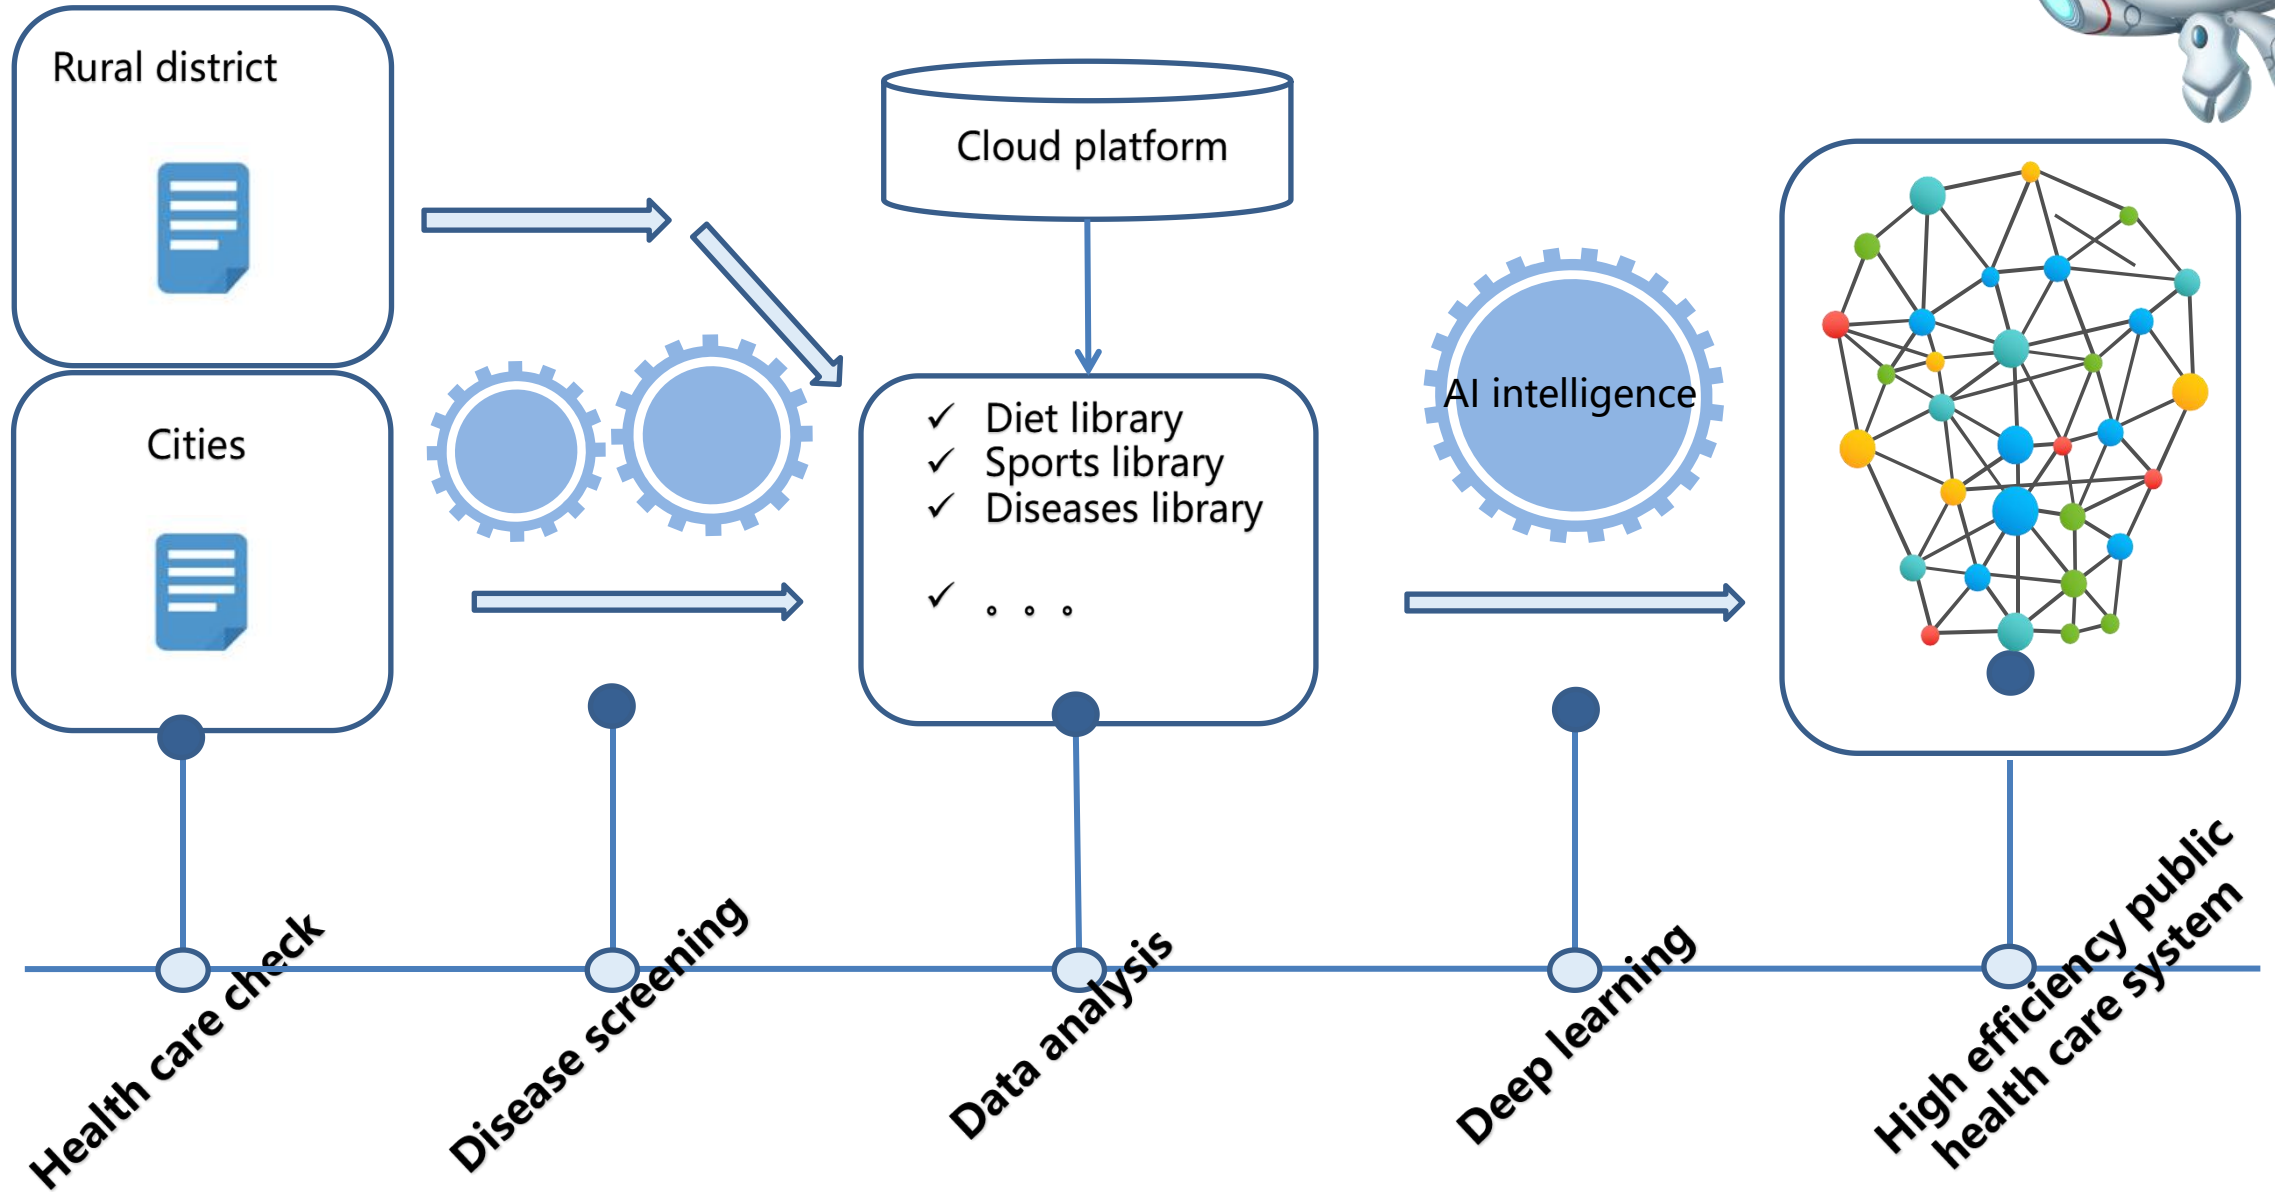 Rural district
Cities
Cloud platform
✓ Diet library
✓ Sports library
✓ Diseases library
✓ 。。。
AI intelligence
Health care check
Disease screening
Data analysis
Deep learning
High efficiency public
health care system